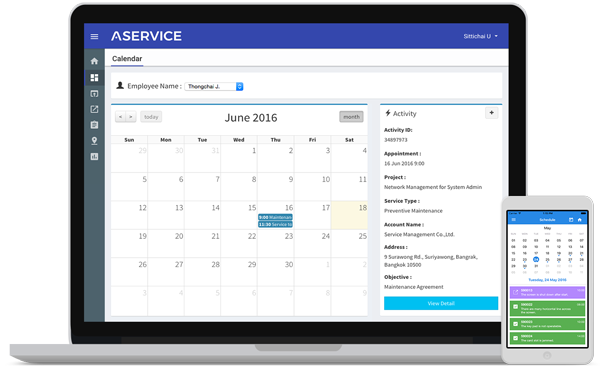 ASERVICE
Sittichai U
Calendar
Employee Name : Thongchai J.
today
June 2016
month
Sun Mon Tue Wed Thu Fri Sat
29 30 31 1 2 3 4
5 6 7 8 9 10 11
12 13 14 15 16 17 18
9:00 Maintenan
11:30 Service to
19 20 21 22 23 24 25
26 27 28 29 30 1 2
3 4 5 6 7 8 9
Activity
+
Activity ID:
34897973
Appointment :
16 Jun 2016 9:00
Project :
Network Management for System Admin
Service Type :
Preventive Maintenance
Account Name :
Service Management Co.,Ltd.
Address :
9 Surawong Rd., Suriyawong, Bangrak,
Bangkok 10500
Objective :
Maintenance Agreement
View Detail
Schedule
May
Tuesday, 24 May 2016